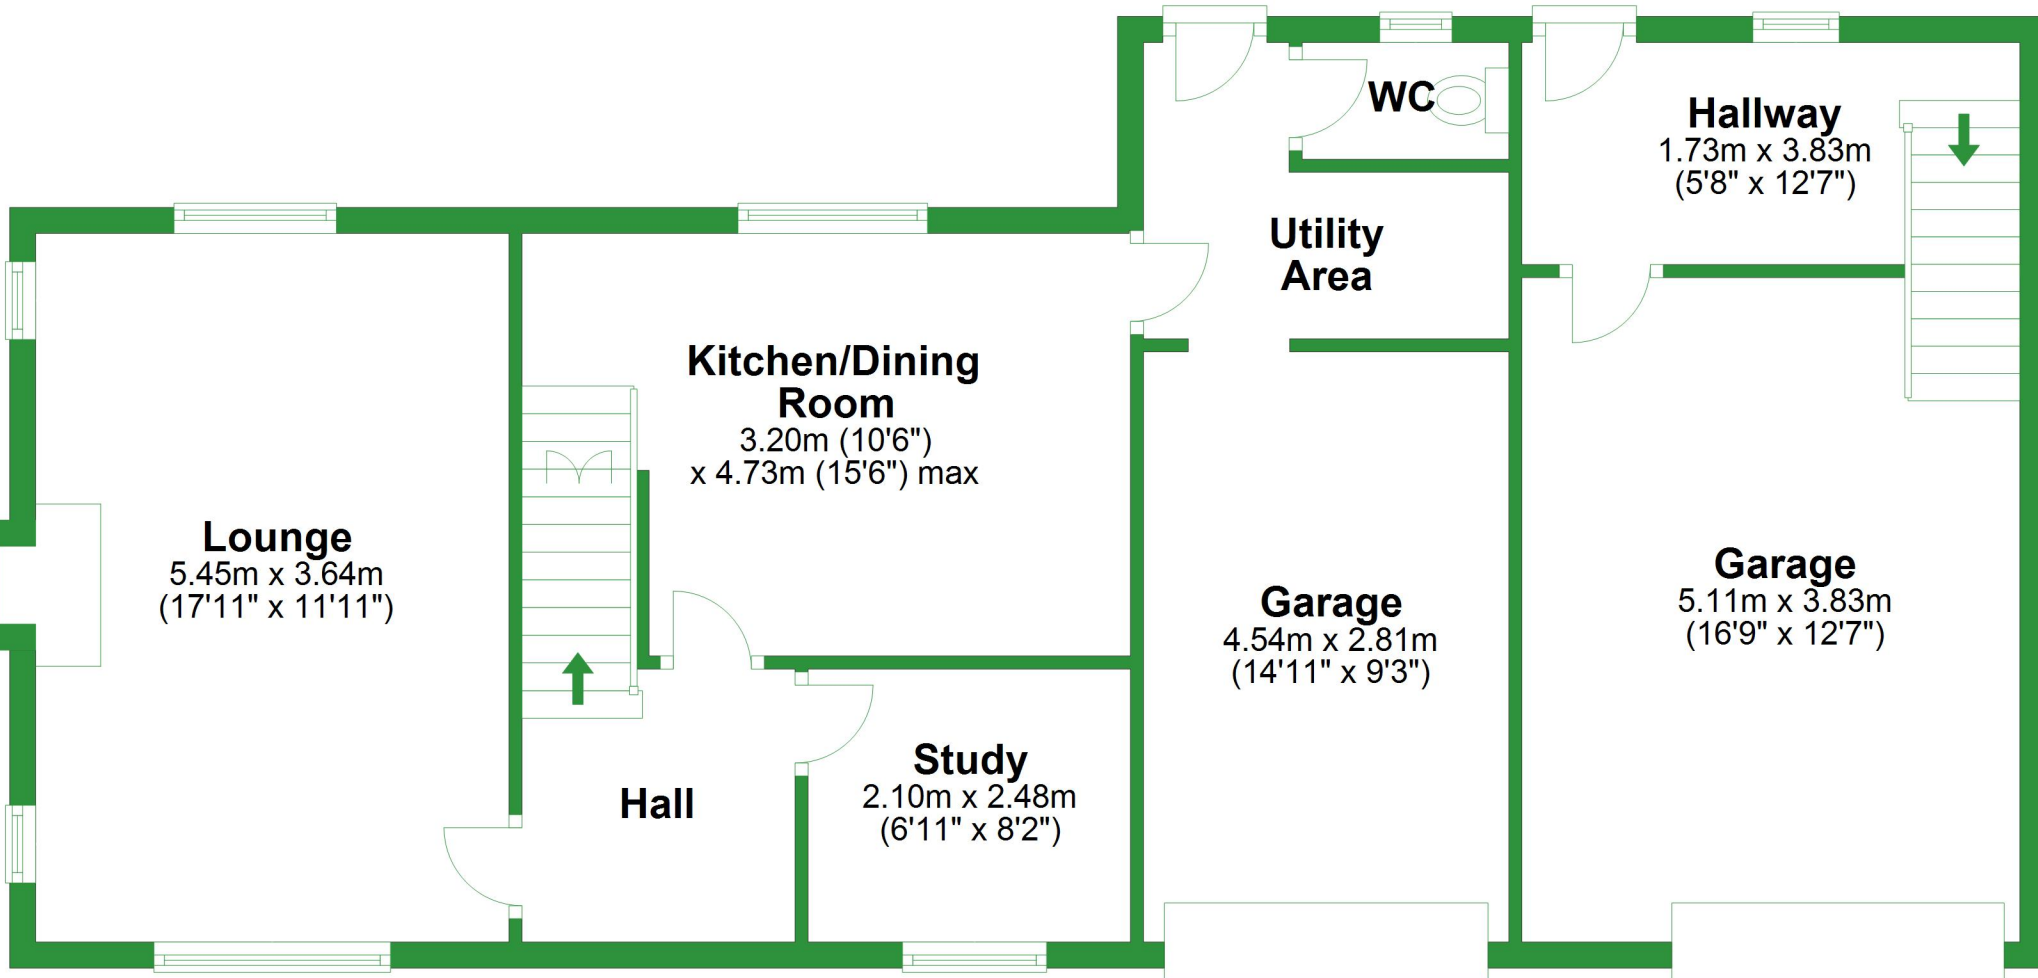 WC
Hallway
1.73m x 3.83m
(5'8" x 12'7")
Utility
Area
Kitchen/Dining
Room
3.20m (10'6")
x 4.73m (15'6") max
Lounge
5.45m x 3.64m
(17'11" x 11'11")
Garage
4.54m x 2.81m
(14'11" x 9'3")
Garage
5.11m x 3.83m
(16'9" x 12'7")
Study
2.10m x 2.48m
(6'11" x 8'2")
Hall